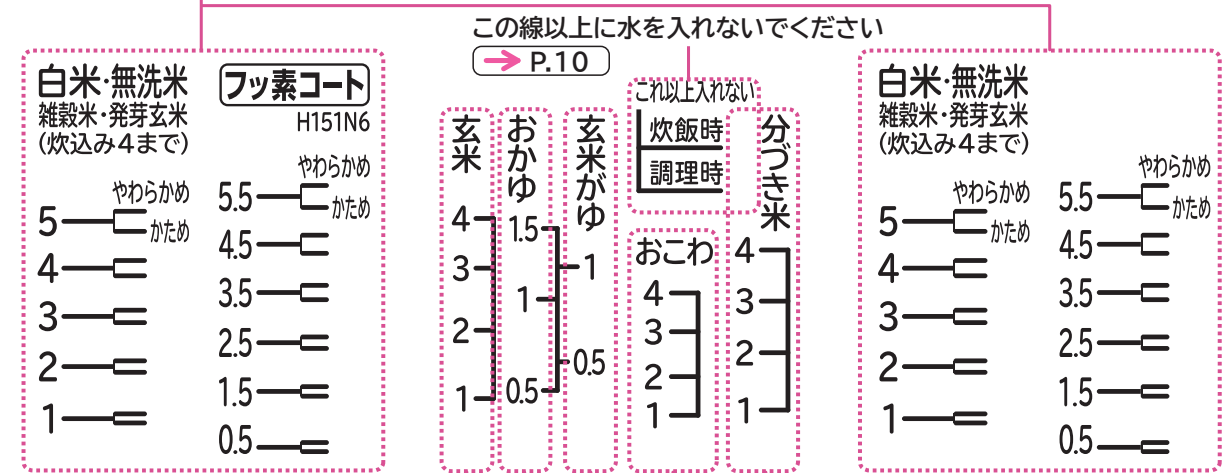 この線以上に水を入れないでください
P.10
白米・無洗米
雑穀米・発芽玄米
(炊込み4まで)
フッ素コート
H151N6
やわらかめ
かため
5
4
3
2
1
やわらかめ
かため
5.5
4.5
3.5
2.5
1.5
0.5
玄米
4
3
2
1
おかゆ
1.5
1
0.5
玄米がゆ
1
0.5
これ以上入れない
炊飯時
調理時
おこわ
4
3
2
1
分づき米
4
3
2
1
白米・無洗米
雑穀米・発芽玄米
(炊込み4まで)
やわらかめ
かため
5
4
3
2
1
やわらかめ
かため
5.5
4.5
3.5
2.5
1.5
0.5